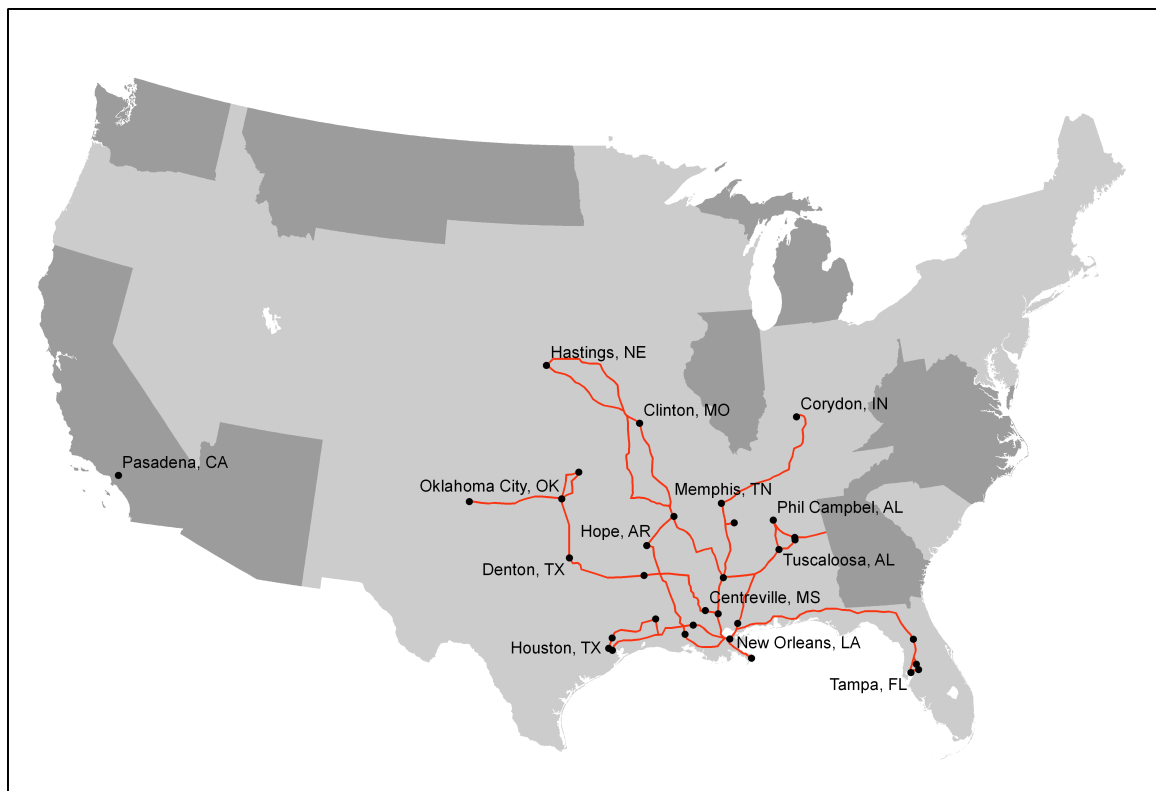 Hastings, NE
Clinton, MO
Corydon, IN
Pasadena, CA
Oklahoma City, OK
Memphis, TN
Phil Campbel, AL
Hope, AR
Denton, TX
Tuscaloosa, AL
Centreville, MS
Houston, TX
New Orleans, LA
Tampa, FL